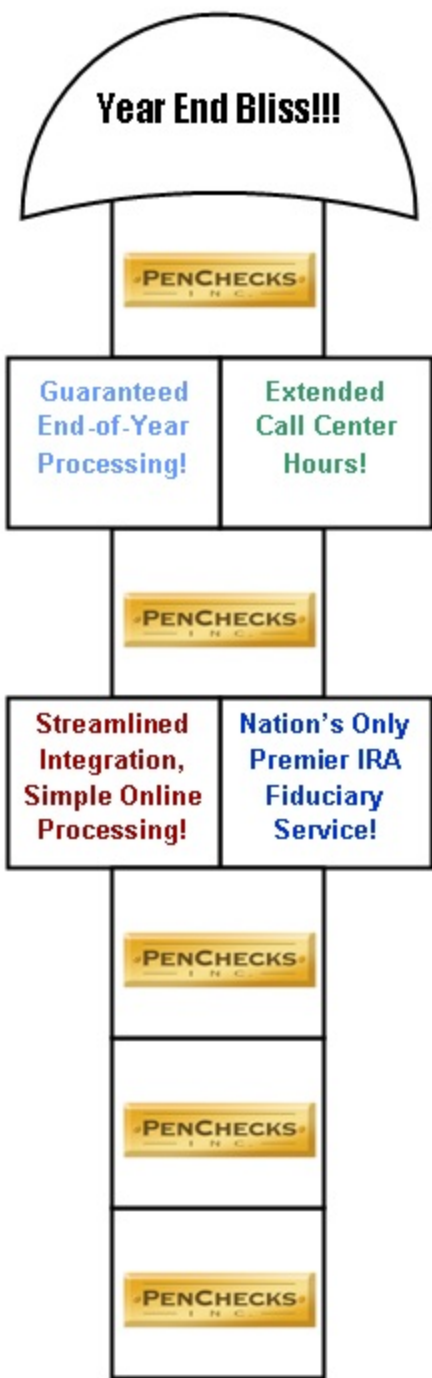 Year End Bliss!!!
PENCHECKS
INC.
Guaranteed
End-of-Year
Processing!
Extended
Call Center
Hours!
PENCHECKS
INC.
Streamlined
Integration,
Simple Online
Processing!
Nation's Only
Premier IRA
Fiduciary
Service!
PENCHECKS
INC.
PENCHECKS
INC.
PENCHECKS
INC.